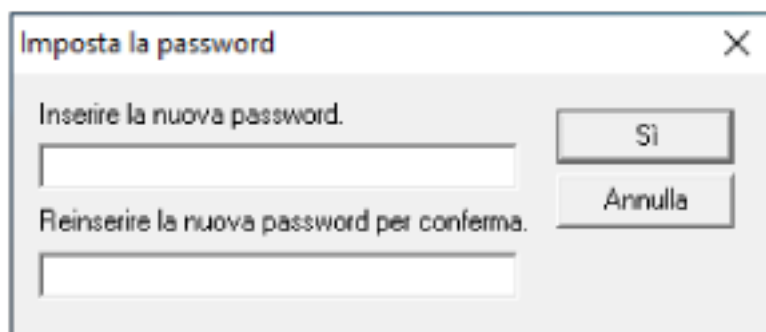 Imposta la password
Inserire la nuova password.
Sì
Annulla
Reinserire la nuova password per conferma.